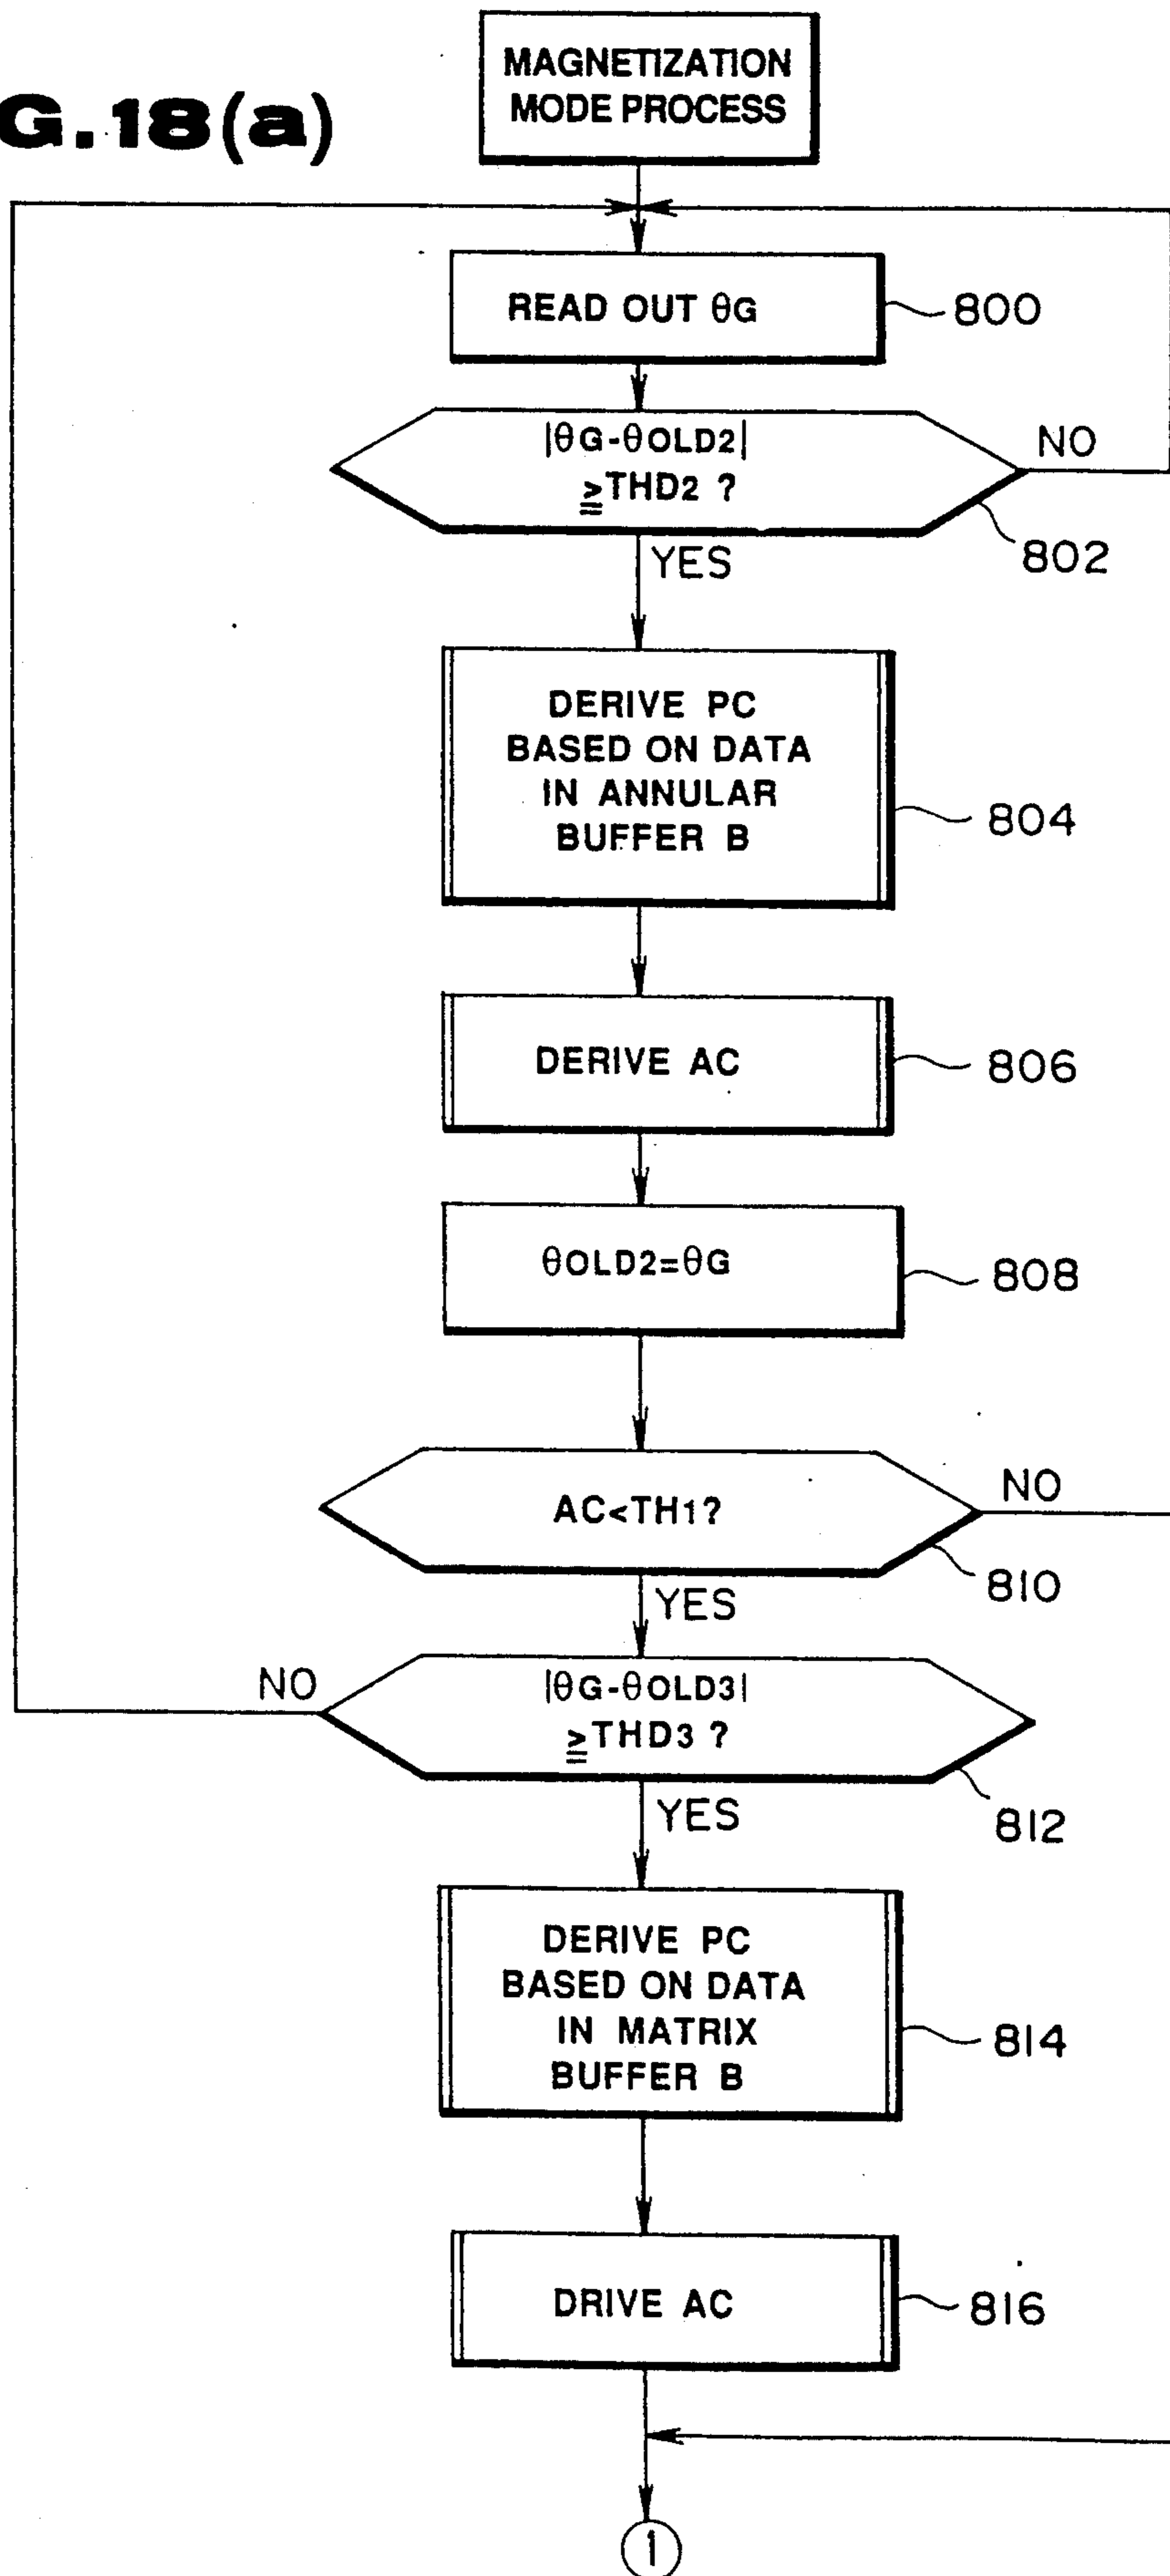 G.18(a)
MAGNETIZATION
MODE PROCESS
READ OUT θG
800
|θG-θOLD2|
≧THD2 ?
NO
802
YES
DERIVE PC
BASED ON DATA
IN ANNULAR
BUFFER B
804
DERIVE AC
806
θOLD2=θG
808
AC<TH1?
NO
810
YES
NO
|θG-θOLD3|
≧THD3 ?
812
YES
DERIVE PC
BASED ON DATA
IN MATRIX
BUFFER B
814
DRIVE AC
816
1